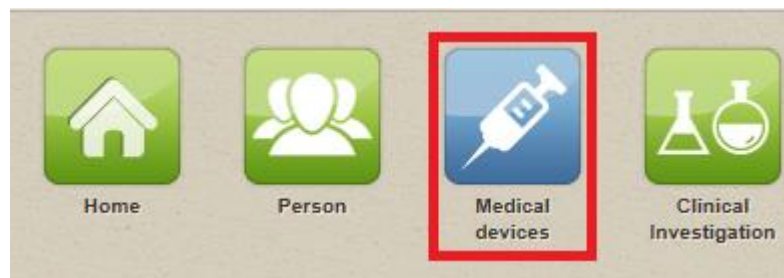 Home
Person
Medical
devices
Clinical
Investigation